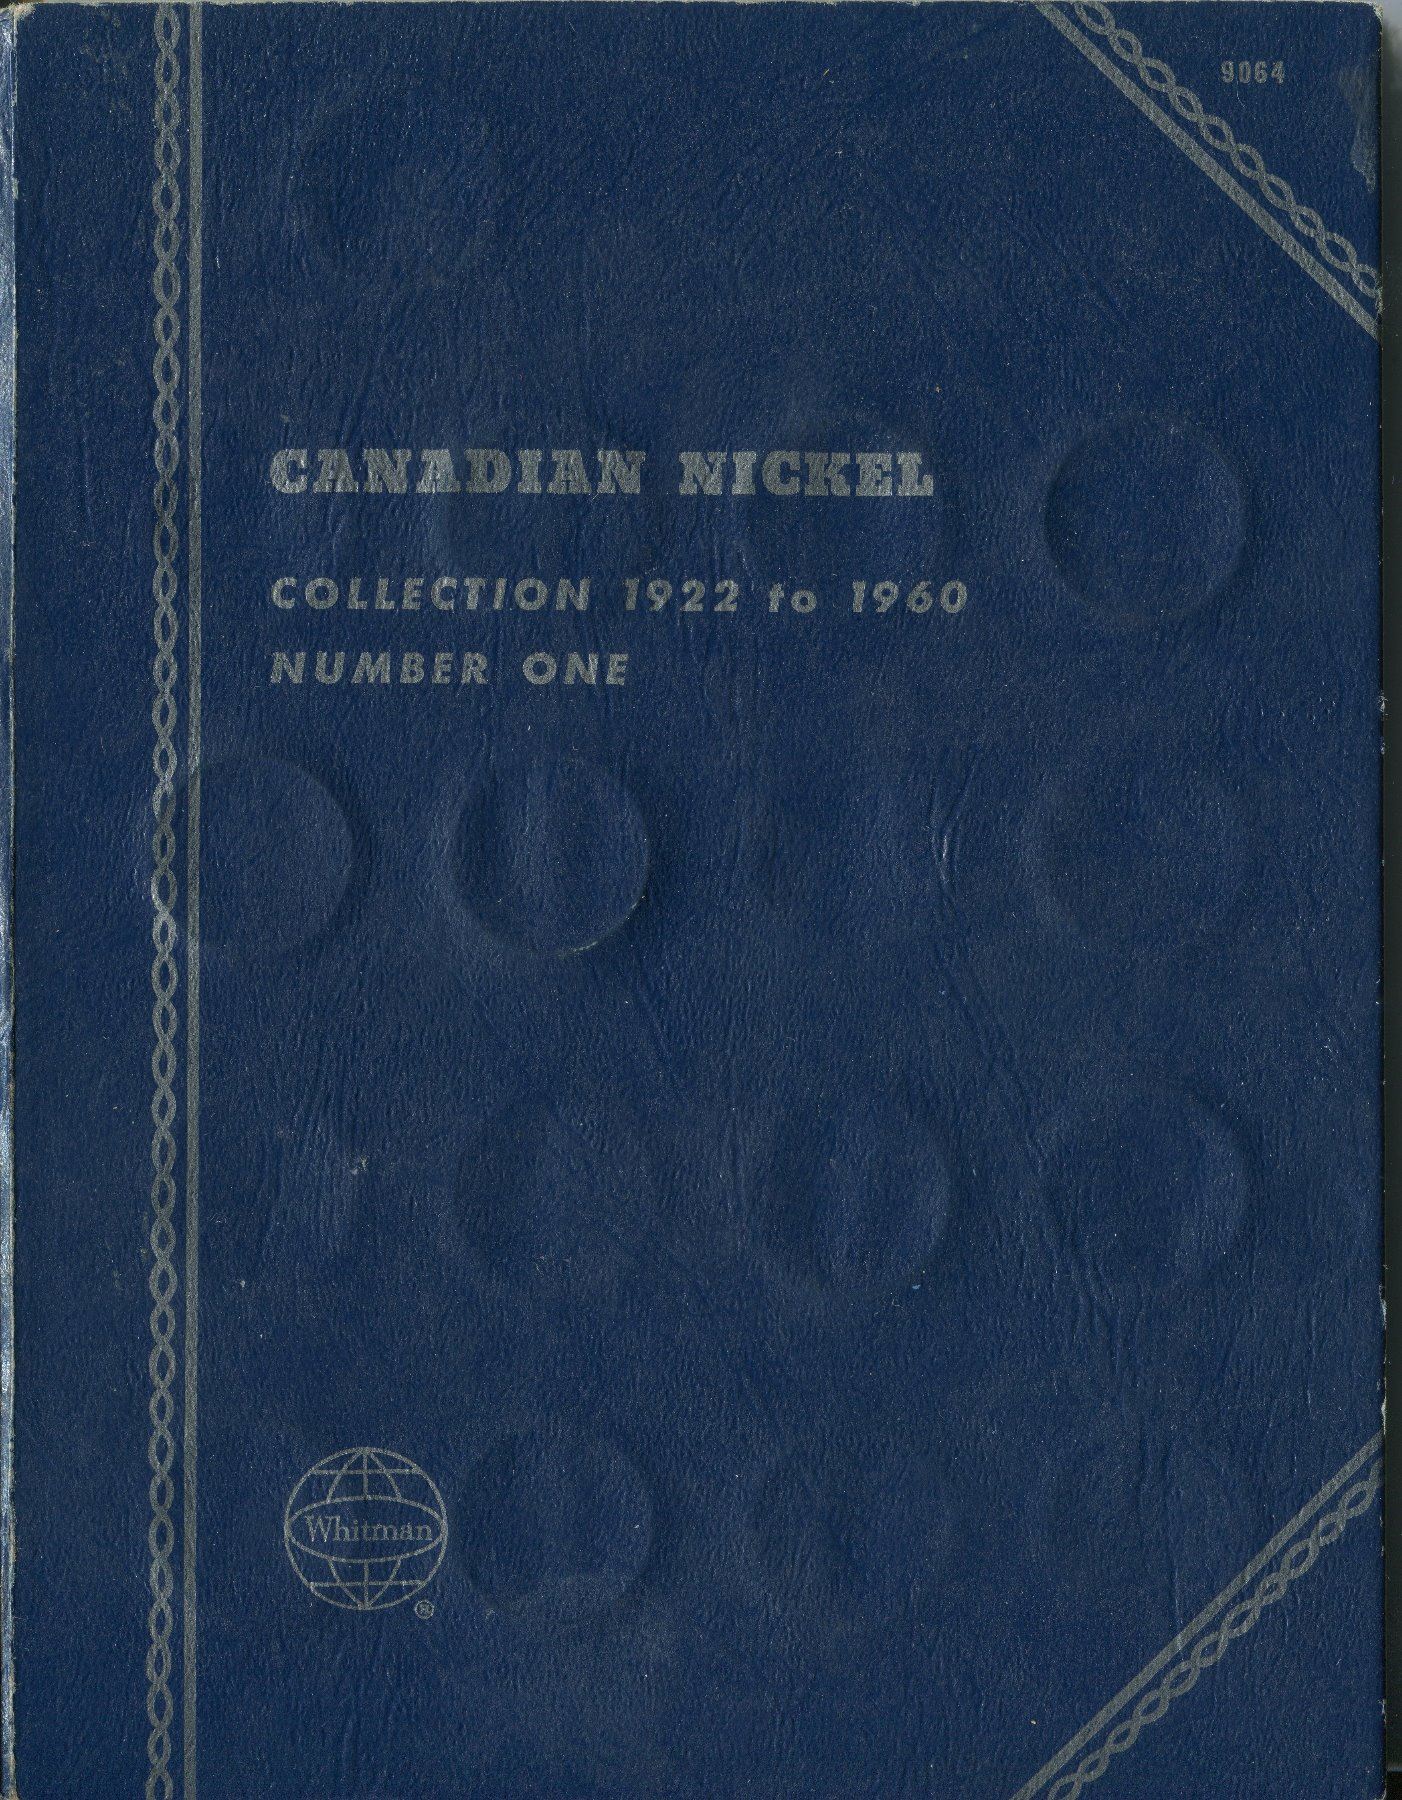 9064
CANADIAN NICKEL
COLLECTION 1922 to 1960
NUMBER ONE
Whitman
®